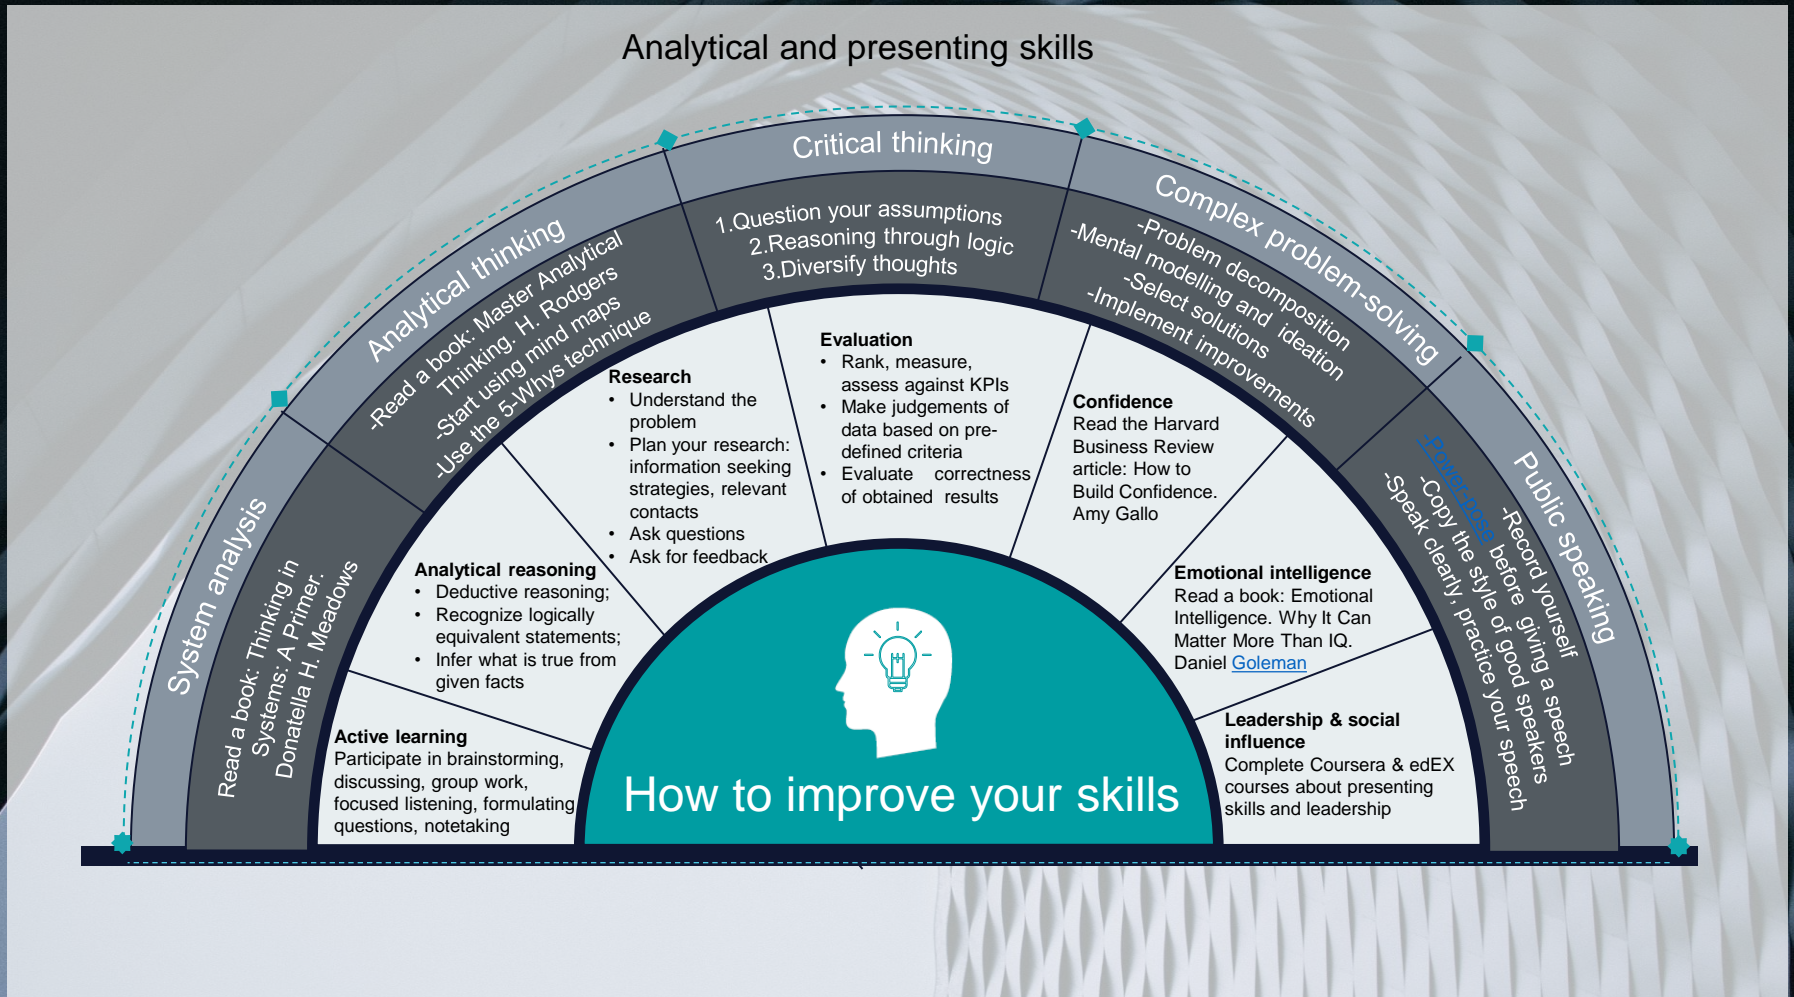 Analytical and presenting skills
System analysis
Read a book: Thinking in
Systems: A Primer.
Donatella H. Meadows
Analytical thinking
-Read a book: Master Analytical
Thinking. H. Rodgers
-Start using mind maps
-Use the 5-Whys technique
Critical thinking
1.Question your assumptions
2.Reasoning through logic
3.Diversify thoughts
Complex problem-solving
-Problem decomposition
-Mental modelling and ideation
-Select solutions
-Implement improvements
Public speaking
-Record yourself
-Power-pose before giving a speech
-Copy the style of good speakers
-Speak clearly, practice your speech
Active learning
Participate in brainstorming,
discussing, group work,
focused listening, formulating
questions, notetaking
Analytical reasoning
• Deductive reasoning;
• Recognize logically
equivalent statements;
• Infer what is true from
given facts
Research
• Understand the
problem
• Plan your research:
information seeking
strategies, relevant
contacts
• Ask questions
• Ask for feedback
Evaluation
• Rank, measure,
assess against KPIs
• Make judgements of
data based on pre-
defined criteria
• Evaluate correctness
of obtained results
Confidence
Read the Harvard
Business Review
article: How to
Build Confidence.
Amy Gallo
Emotional intelligence
Read a book: Emotional
Intelligence. Why It Can
Matter More Than IQ.
Daniel Goleman
Leadership & social
influence
Complete Coursera & edEX
courses about presenting
skills and leadership
How to improve your skills